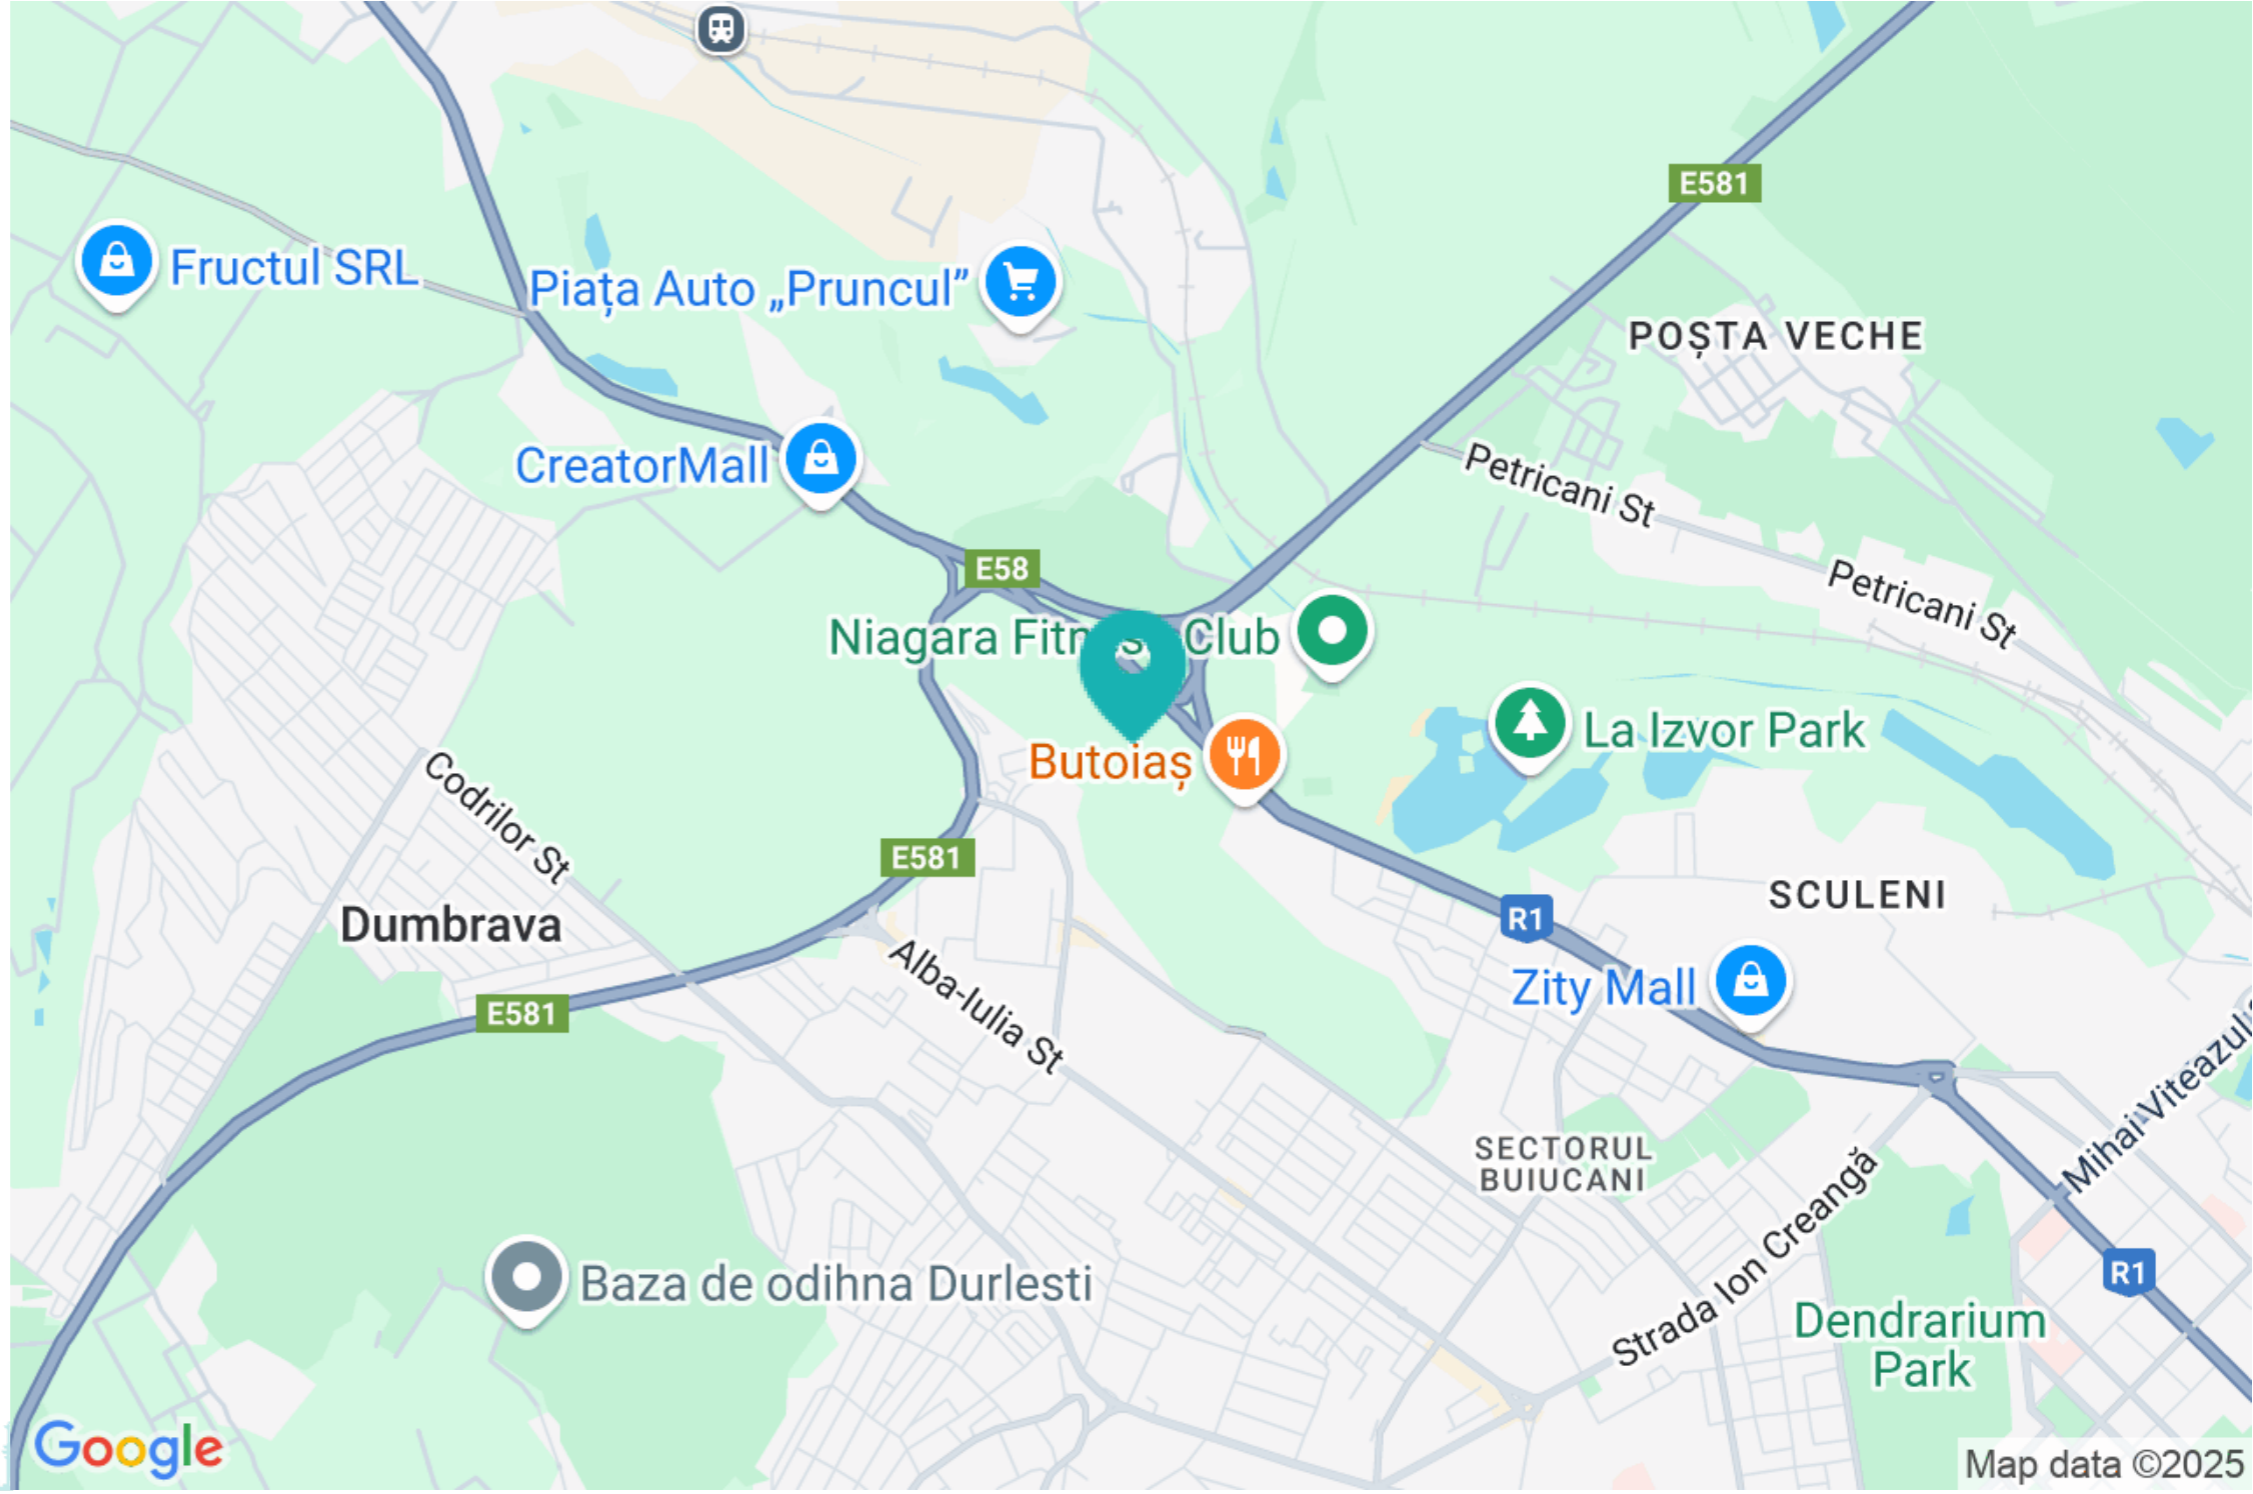 E581
Fructul SRL
Piața Auto „Pruncul”
POȘTA VECHE
CreatorMall
Petricani St
E58
Petricani St
Niagara Fitness Club
La Izvor Park
Butoiaș
Codrilor St
E581
SCULENI
Dumbrava
R1
Alba-Iulia St
Zity Mall
E581
Mihai Viteazul
SECTORUL
BUIUCANI
Strada Ion Creangă
Baza de odihna Durlesti
R1
Dendrarium
Park
Google
Map data ©2025